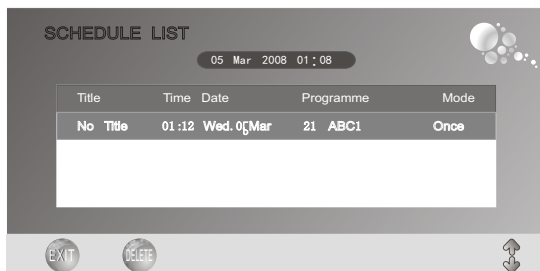 SCHEDULE LIST
05 Mar 2008 01:08
Title Time Date Programme Mode
No Title 01:12 Wed. 05 Mar 21 ABC1 Once
EXIT DELETE